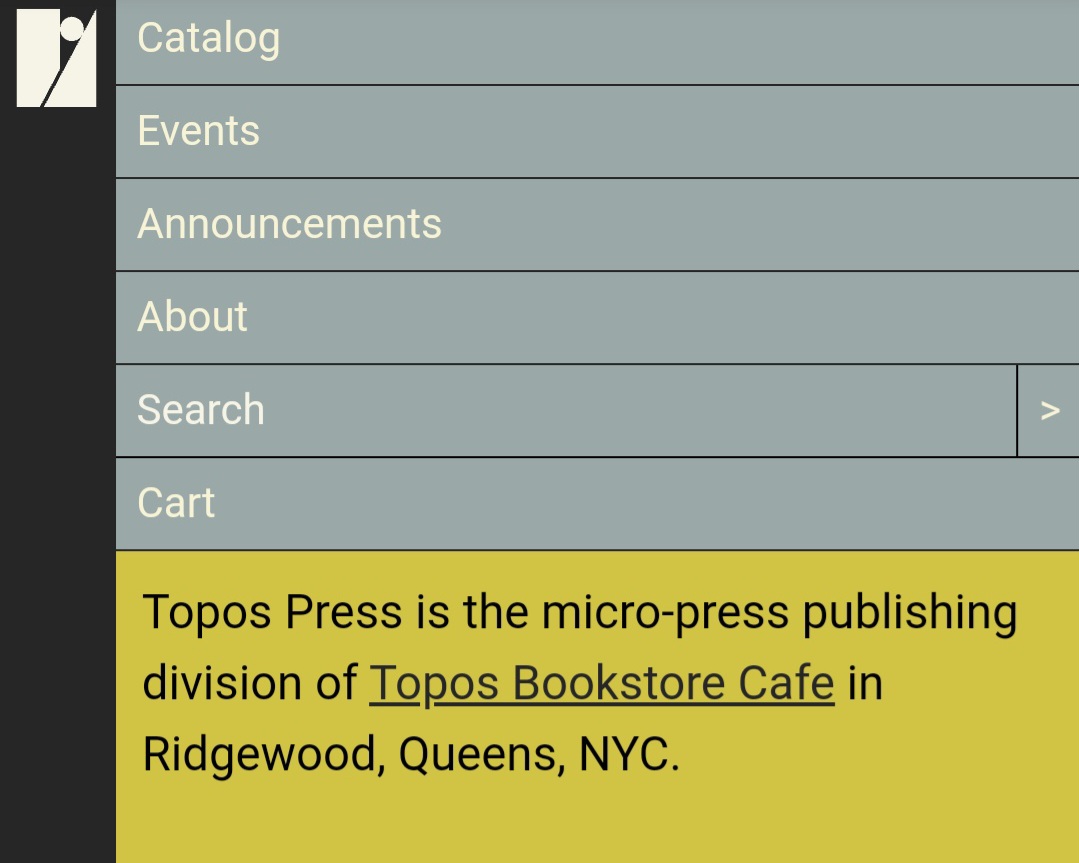 Catalog
Events
Announcements
About
Search >
Cart
Topos Press is the micro-press publishing
division of Topos Bookstore Cafe in
Ridgewood, Queens, NYC.